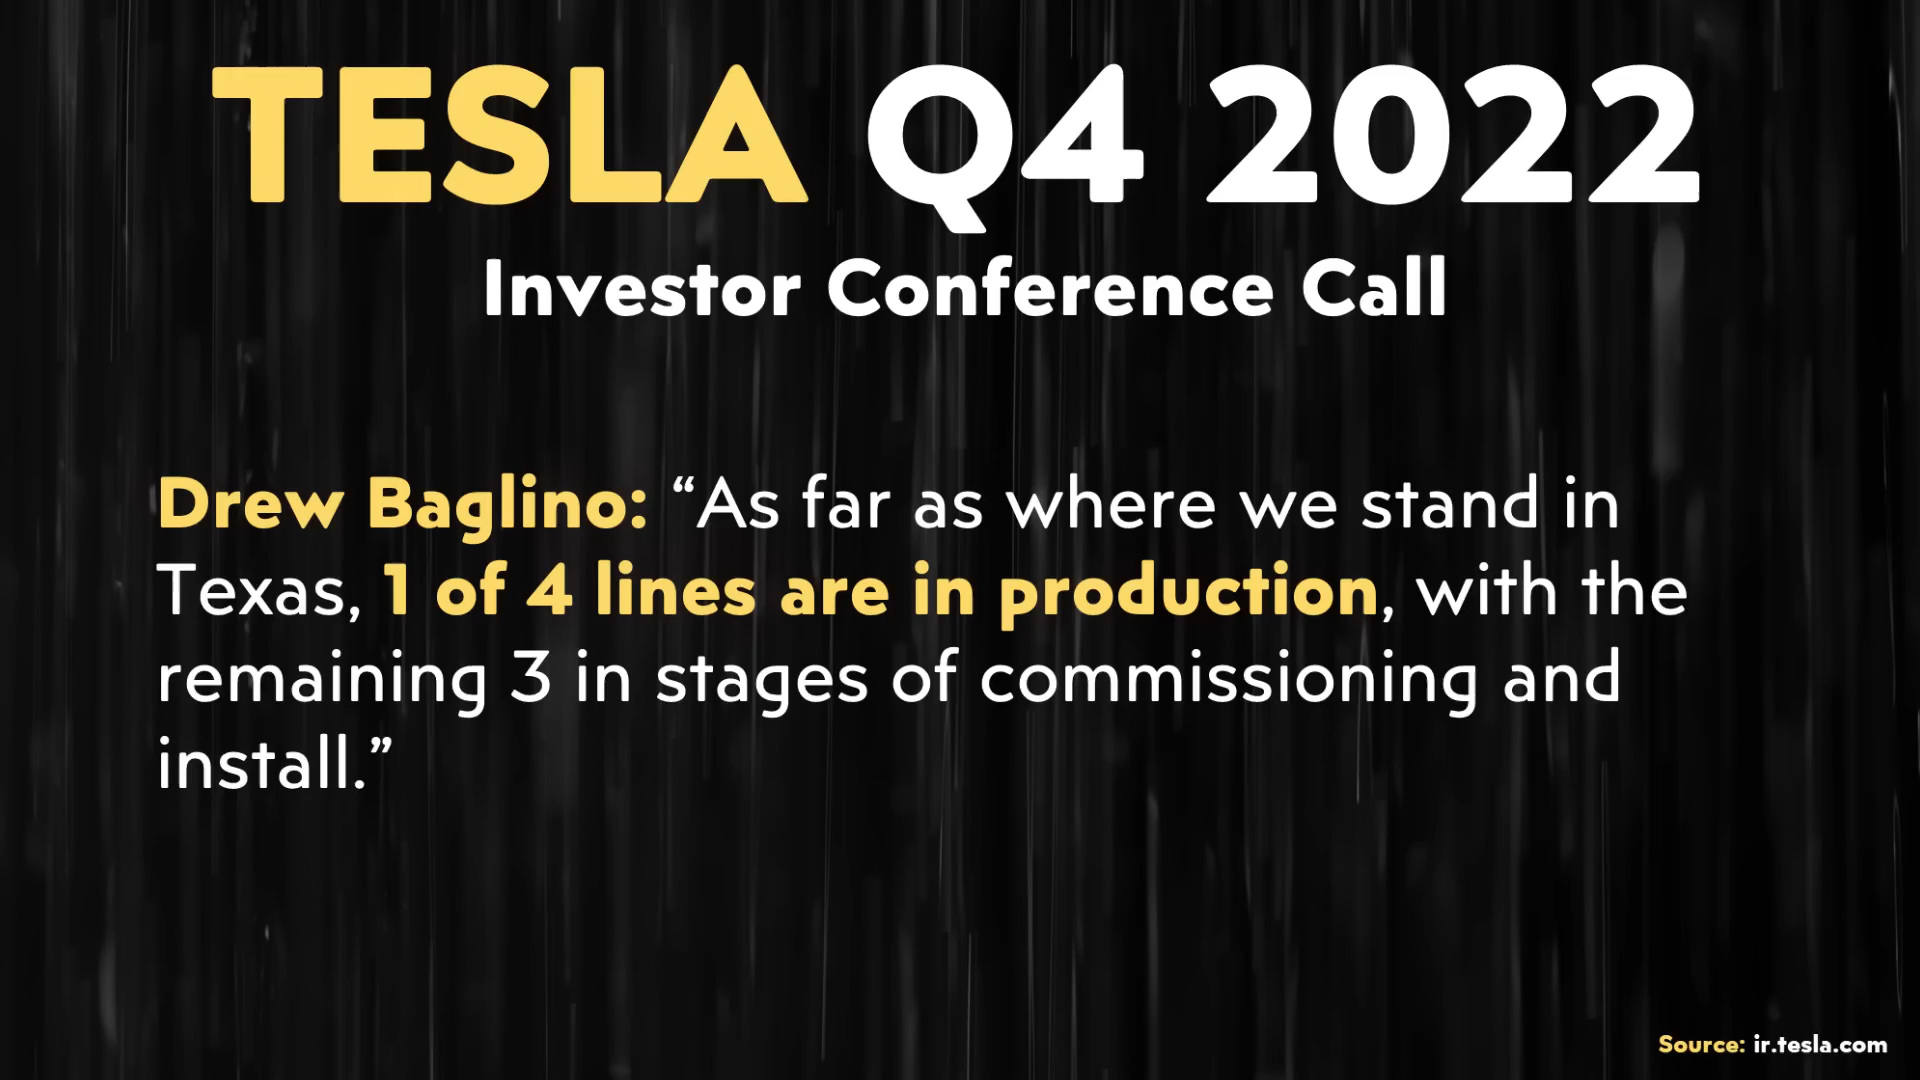 TESLA Q4 2022
Investor Conference Call
Drew Baglino: “As far as where we stand in
Texas, 1 of 4 lines are in production, with the
remaining 3 in stages of commissioning and
install.”
Source: ir.tesla.com